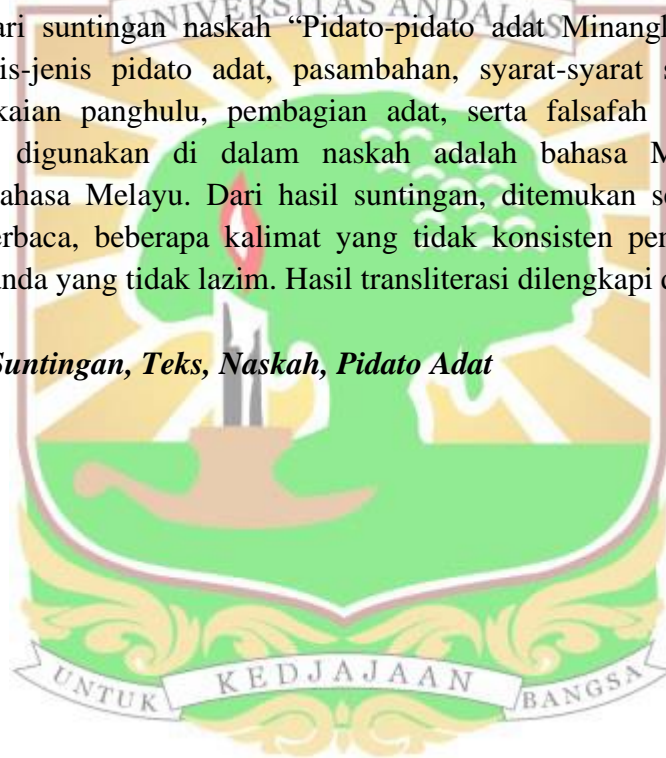 UNIVERSITAS ANDALAS
ari suntingan naskah “Pidato-pidato adat Minangk
is-jenis pidato adat, pasambahan, syarat-syarat s
kaian panghulu, pembagian adat, serta falsafah
digunakan di dalam naskah adalah bahasa M
ahasa Melayu. Dari hasil suntingan, ditemukan se
erbaca, beberapa kalimat yang tidak konsisten pen
anda yang tidak lazim. Hasil transliterasi dilengkapi d
Suntingan, Teks, Naskah, Pidato Adat
UNTUK KEDJAJAAN BANGSA